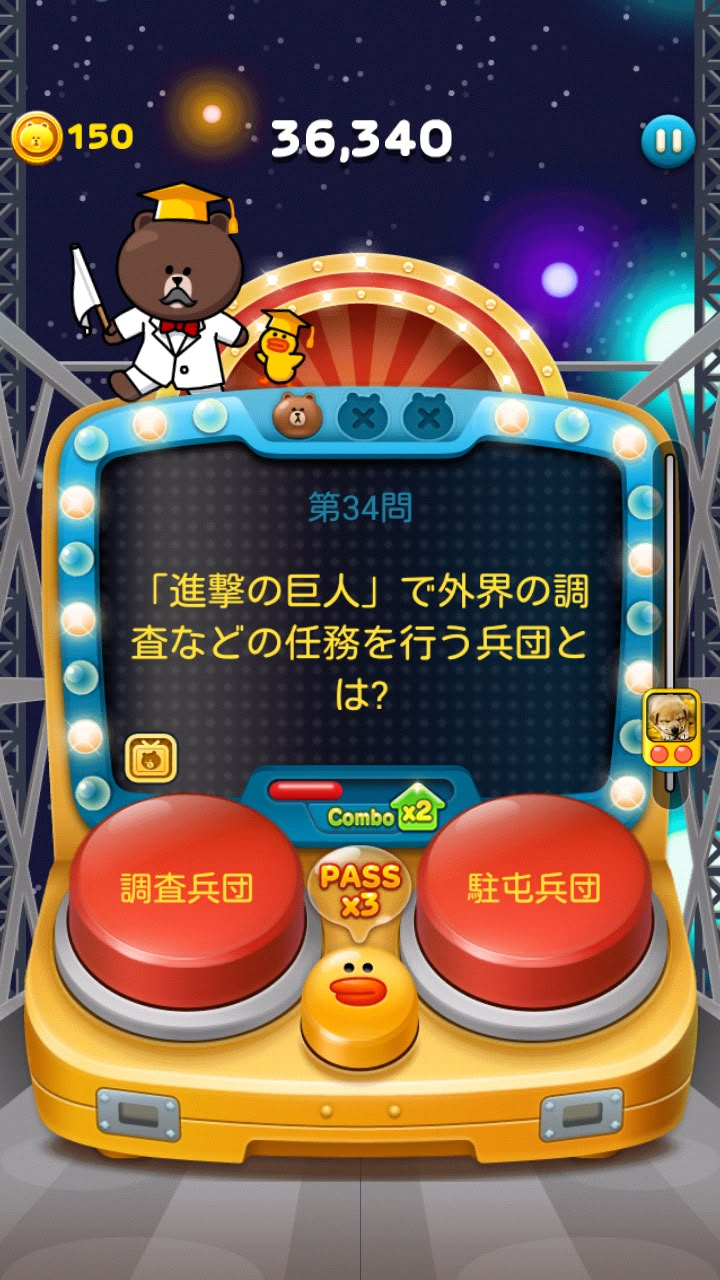 150
36,340
第34問
「進撃の巨人」で外界の調
査などの任務を行う兵団と
は?
Combo x2
調査兵団
PASS
x3
駐屯兵団